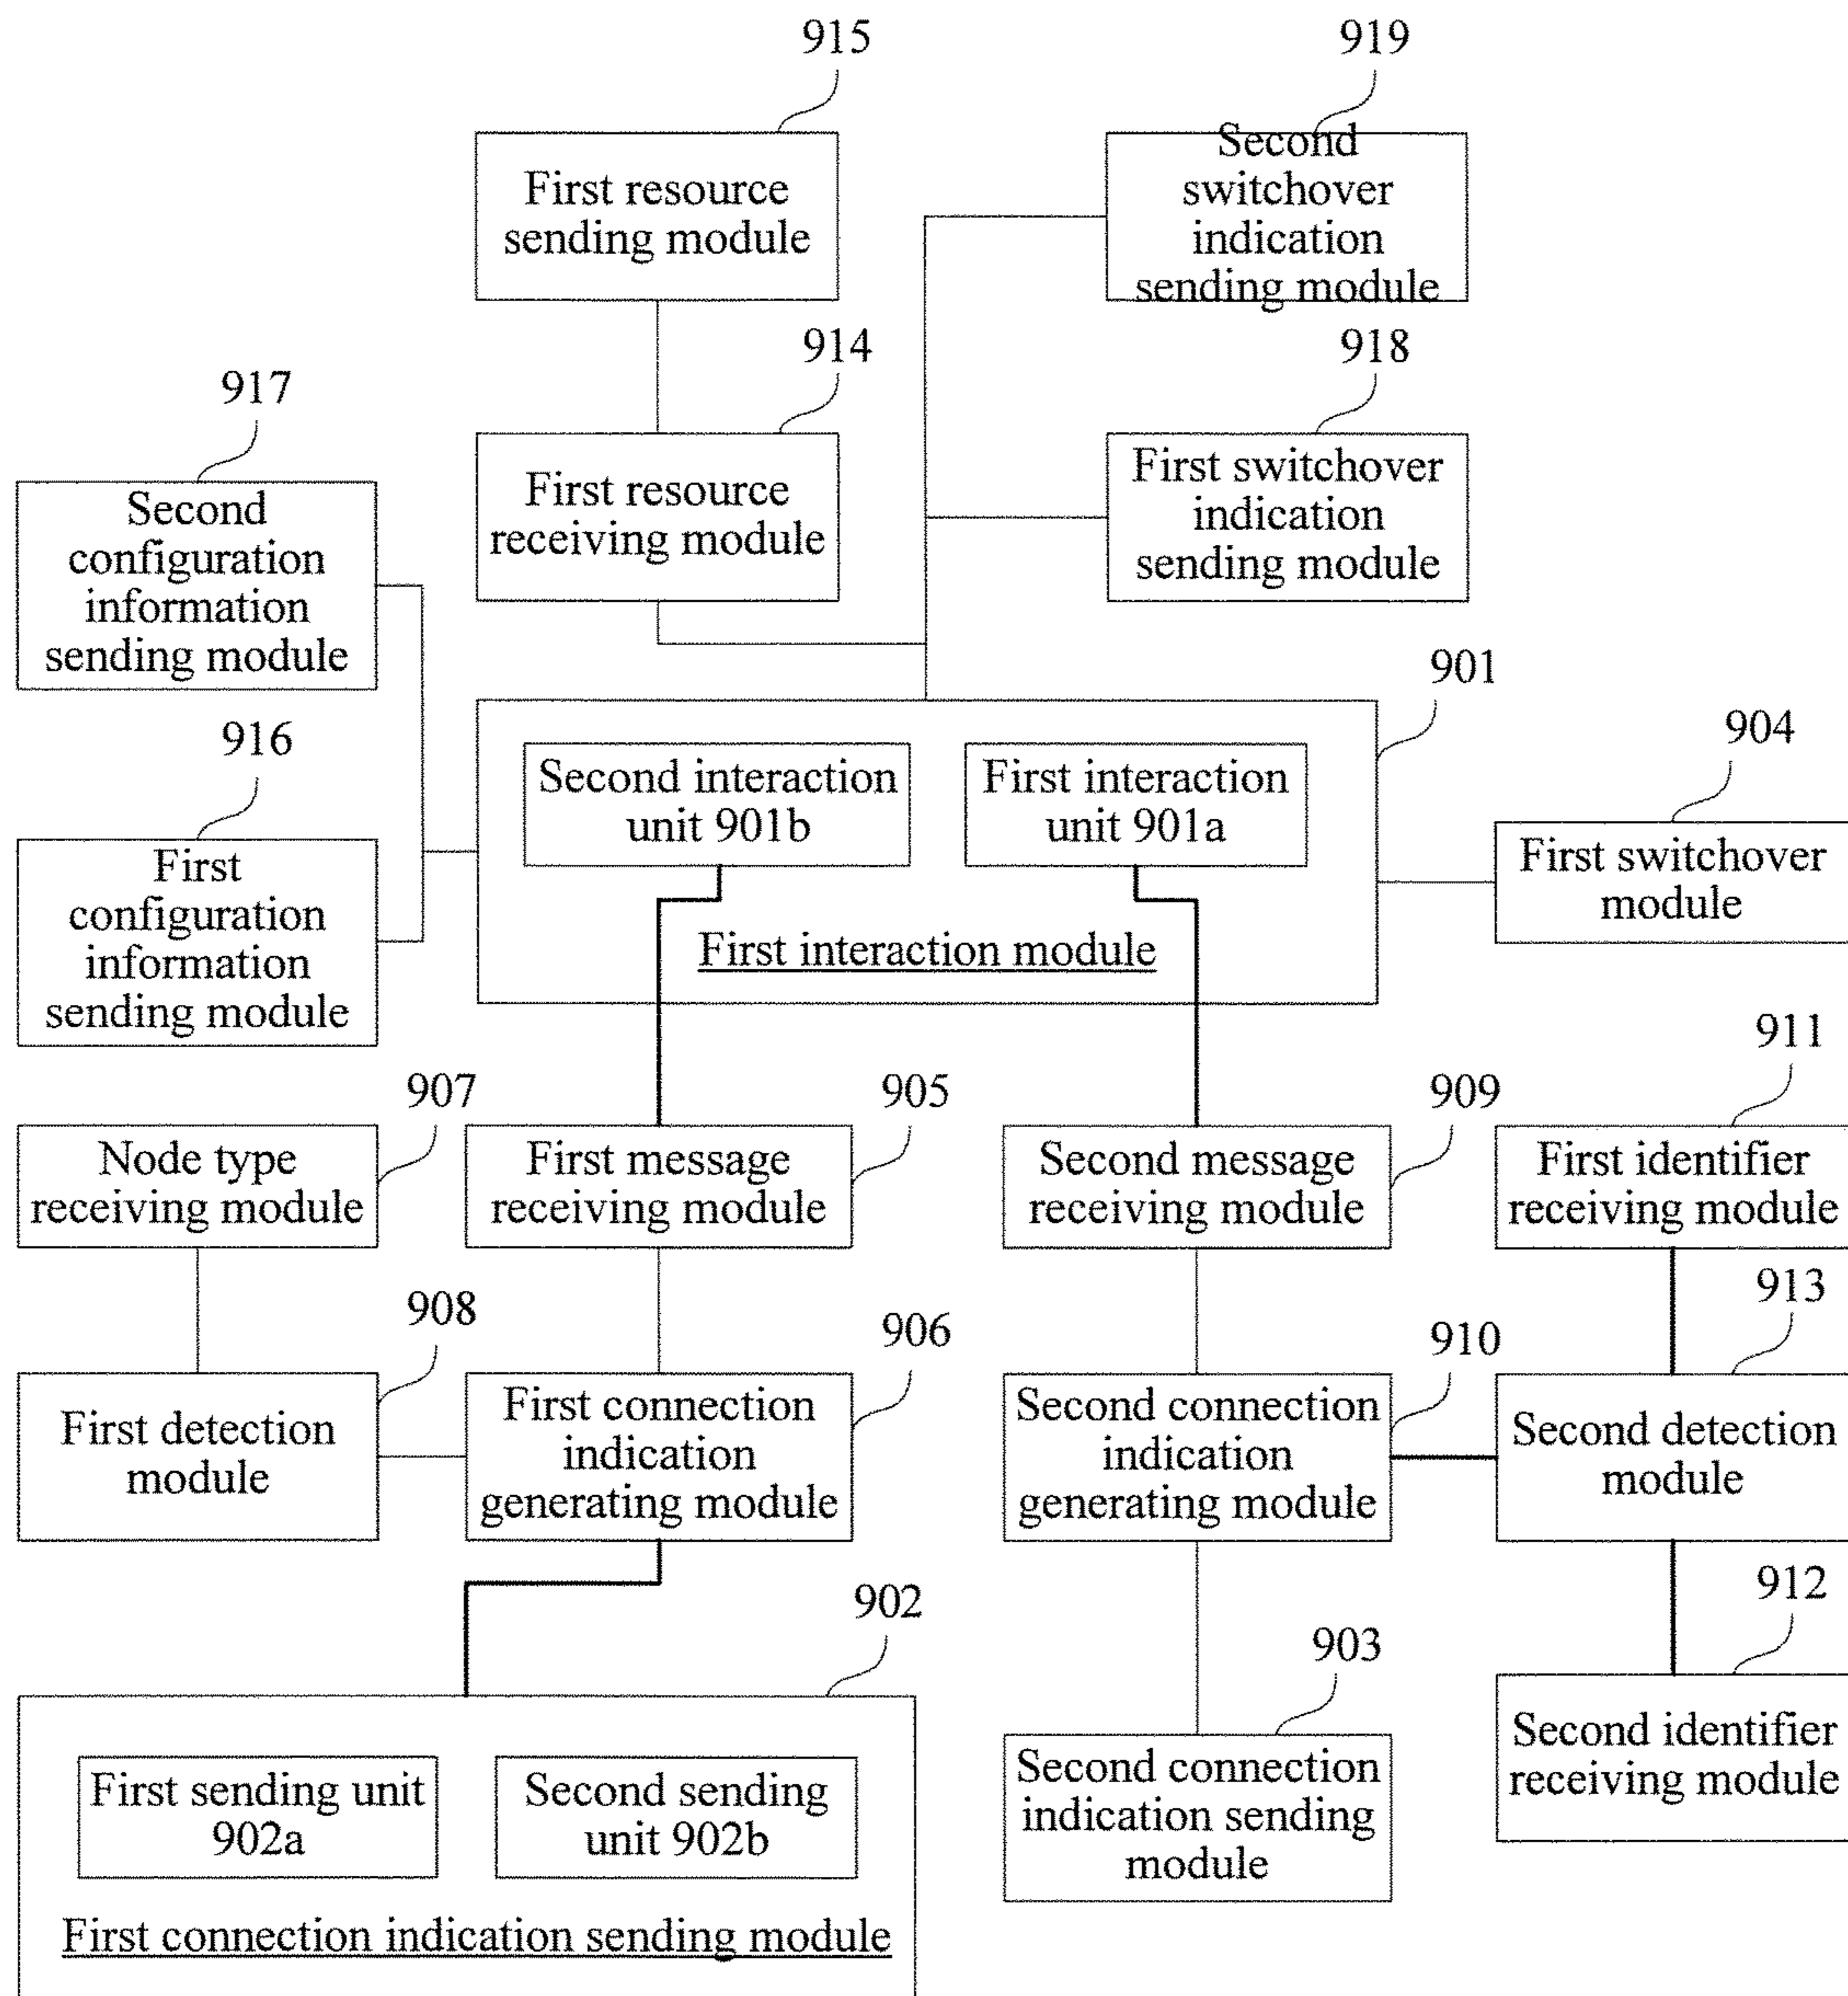 915
919
First resource
sending module
Second
switchover
indication
sending module
914
918
917
First resource
receiving module
First switchover
indication
sending module
Second
configuration
information
sending module
901
904
916
Second interaction
unit 901b
First interaction
unit 901a
First switchover
module
First
configuration
information
sending module
First interaction module
911
907
905
909
Node type
receiving module
First message
receiving module
Second message
receiving module
First identifier
receiving module
913
908
906
910
First detection
module
First connection
indication
generating module
Second connection
indication
generating module
Second detection
module
912
902
903
Second identifier
receiving module
First sending unit
902a
Second sending
unit 902b
Second connection
indication sending
module
First connection indication sending module